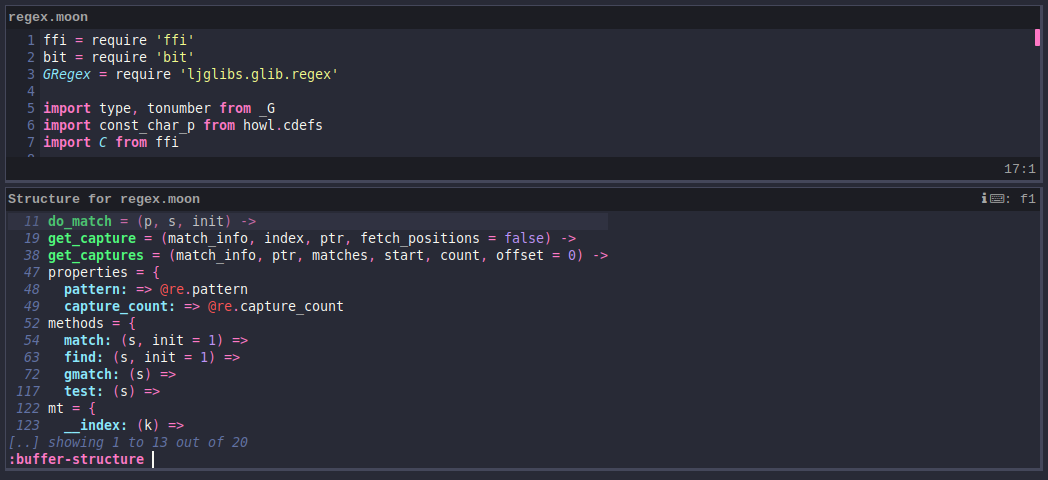 regex.moon
1 ffi = require 'ffi'
2 bit = require 'bit'
3 GRegex = require 'ljglibs.glib.regex'
4
5 import type, tonumber from _G
6 import const_char_p from howl.cdefs
7 import C from ffi
17:1
Structure for regex.moon ℹ⌨: f1
11 do_match = (p, s, init) ->
19 get_capture = (match_info, index, ptr, fetch_positions = false) ->
38 get_captures = (match_info, ptr, matches, start, count, offset = 0) ->
47 properties = {
48 pattern: => @re.pattern
49 capture_count: => @re.capture_count
52 methods = {
54 match: (s, init = 1) =>
63 find: (s, init = 1) =>
72 gmatch: (s) =>
117 test: (s) =>
122 mt = {
123 __index: (k) =>
[..] showing 1 to 13 out of 20
:buffer-structure